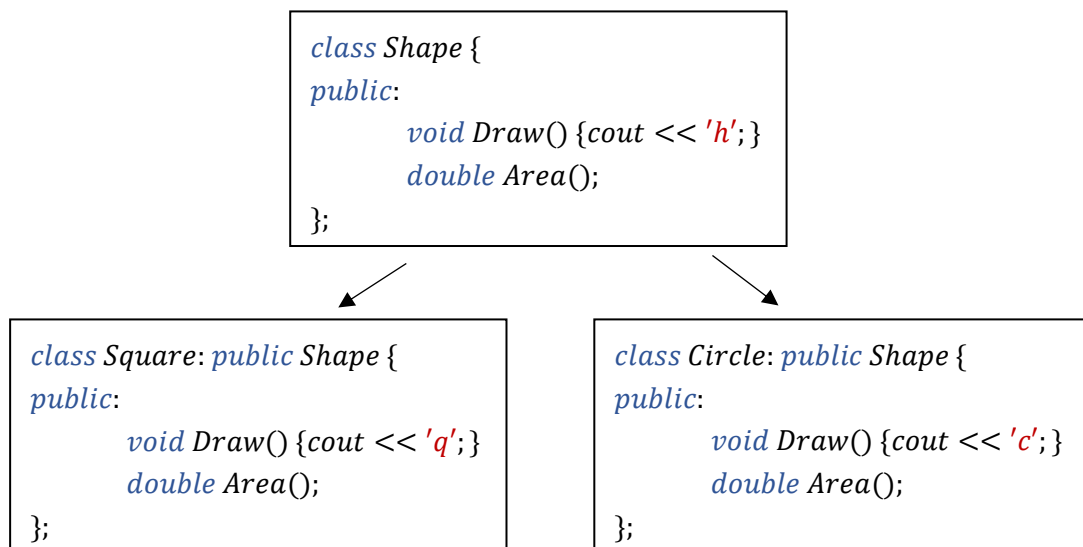 class Shape {
public:
void Draw() {cout << 'h'; }
double Area();
};
class Square: public Shape {
public:
void Draw() {cout << 'q'; }
double Area();
};
class Circle: public Shape {
public:
void Draw() {cout << 'c'; }
double Area();
};